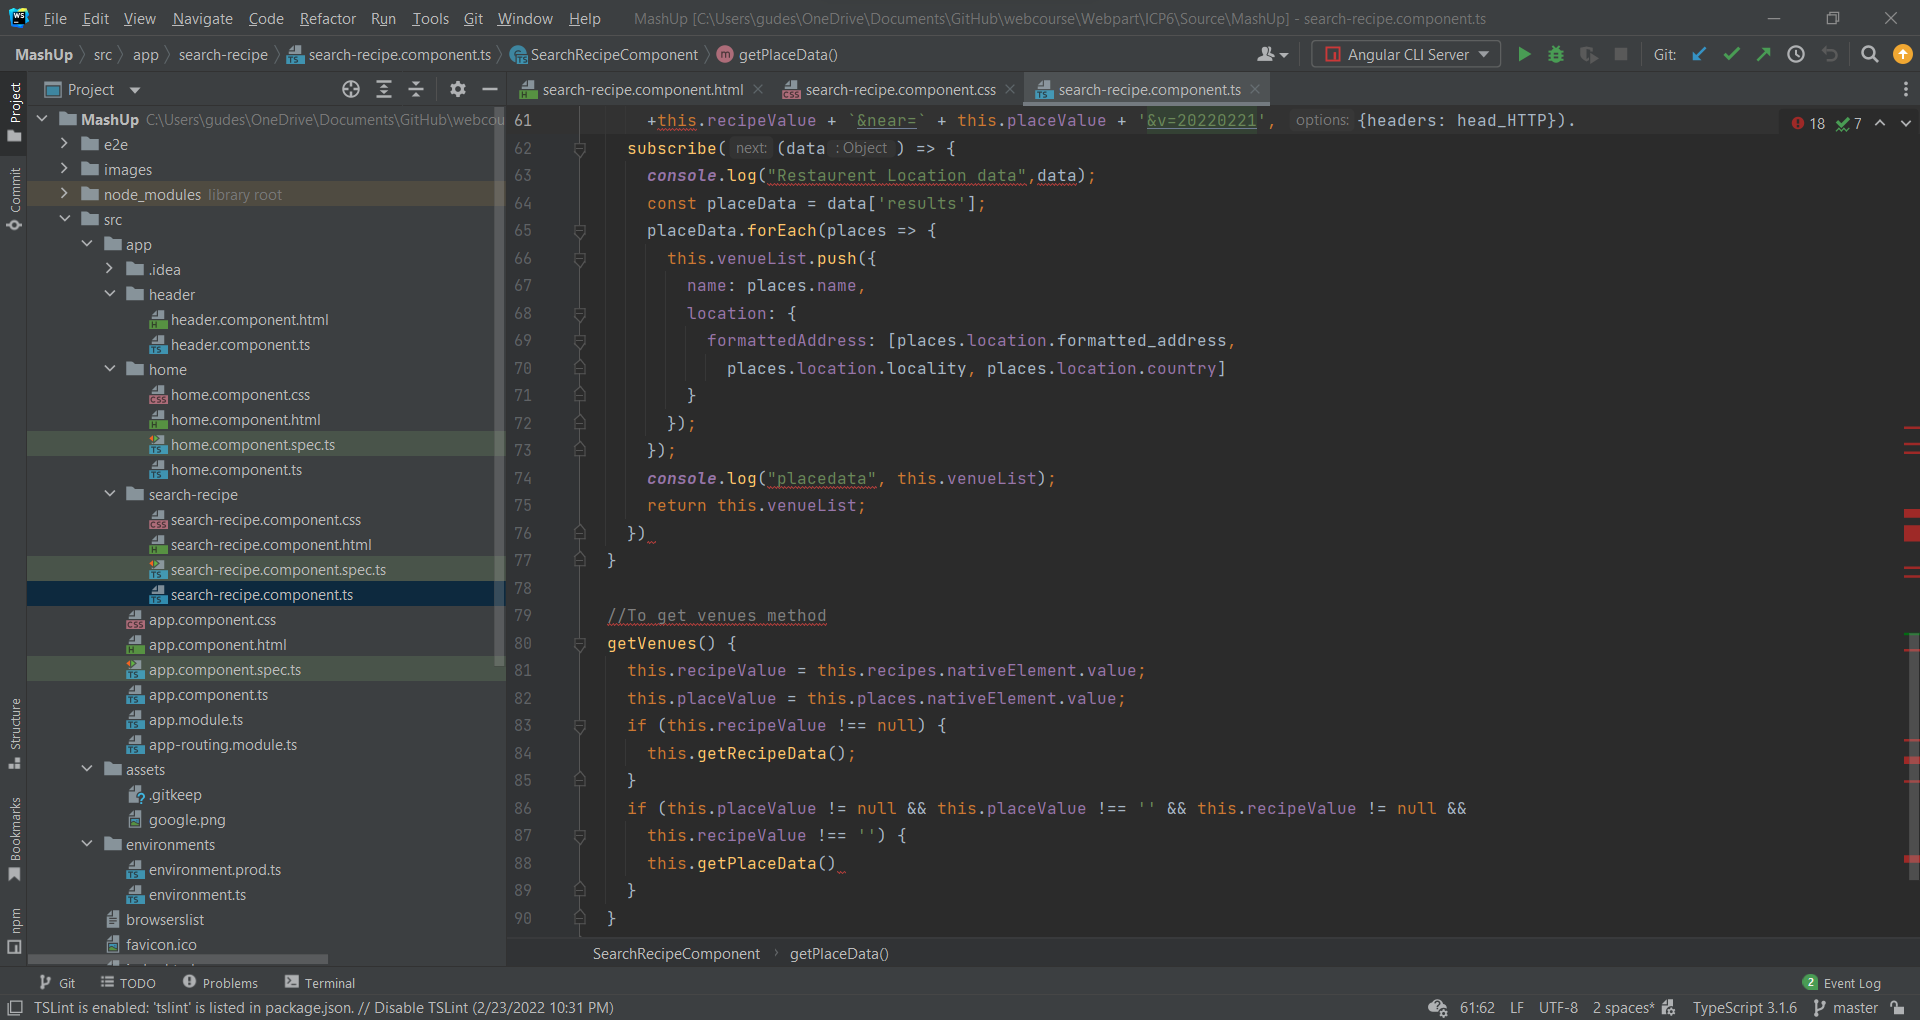 File Edit View Navigate Code Refactor Run Tools Git Window Help MashUp [C:\Users\gudes\OneDrive\Documents\GitHub\webcourse\Webpart\ICP6\Source\MashUp] - search-recipe.component.ts
MashUp src app search-recipe search-recipe.component.ts SearchRecipeComponent m getPlaceData() Angular CLI Server Git:
Project search-recipe.component.html search-recipe.component.css search-recipe.component.ts
Project
Commit
Structure
Bookmarks
npm
MashUp C:\Users\gudes\OneDrive\Documents\GitHub\webcou
e2e
images
node_modules library root
src
app
.idea
header
header.component.html
header.component.ts
home
home.component.css
home.component.html
home.component.spec.ts
home.component.ts
search-recipe
search-recipe.component.css
search-recipe.component.html
search-recipe.component.spec.ts
search-recipe.component.ts
app.component.css
app.component.html
app.component.spec.ts
app.component.ts
app.module.ts
app-routing.module.ts
assets
.gitkeep
google.png
environments
environment.prod.ts
environment.ts
browserslist
favicon.ico
61 +this.recipeValue + `&near=` + this.placeValue + '&v=20220221', options: {headers: head_HTTP}). 18 7
62 subscribe( next: (data : Object ) => {
63 console.log("Restaurent Location data",data);
64 const placeData = data['results'];
65 placeData.forEach(places => {
66 this.venueList.push({
67 name: places.name,
68 location: {
69 formattedAddress: [places.location.formatted_address,
70 places.location.locality, places.location.country]
71 }
72 });
73 });
74 console.log("placedata", this.venueList);
75 return this.venueList;
76 })
77 }
78
79 //To get venues method
80 getVenues() {
81 this.recipeValue = this.recipes.nativeElement.value;
82 this.placeValue = this.places.nativeElement.value;
83 if (this.recipeValue !== null) {
84 this.getRecipeData();
85 }
86 if (this.placeValue != null && this.placeValue !== '' && this.recipeValue != null &&
87 this.recipeValue !== '') {
88 this.getPlaceData()
89 }
90 }
SearchRecipeComponent getPlaceData()
Git TODO Problems Terminal 2 Event Log
TSLint is enabled: 'tslint' is listed in package.json. // Disable TSLint (2/23/2022 10:31 PM) 61:62 LF UTF-8 2 spaces* TypeScript 3.1.6 master